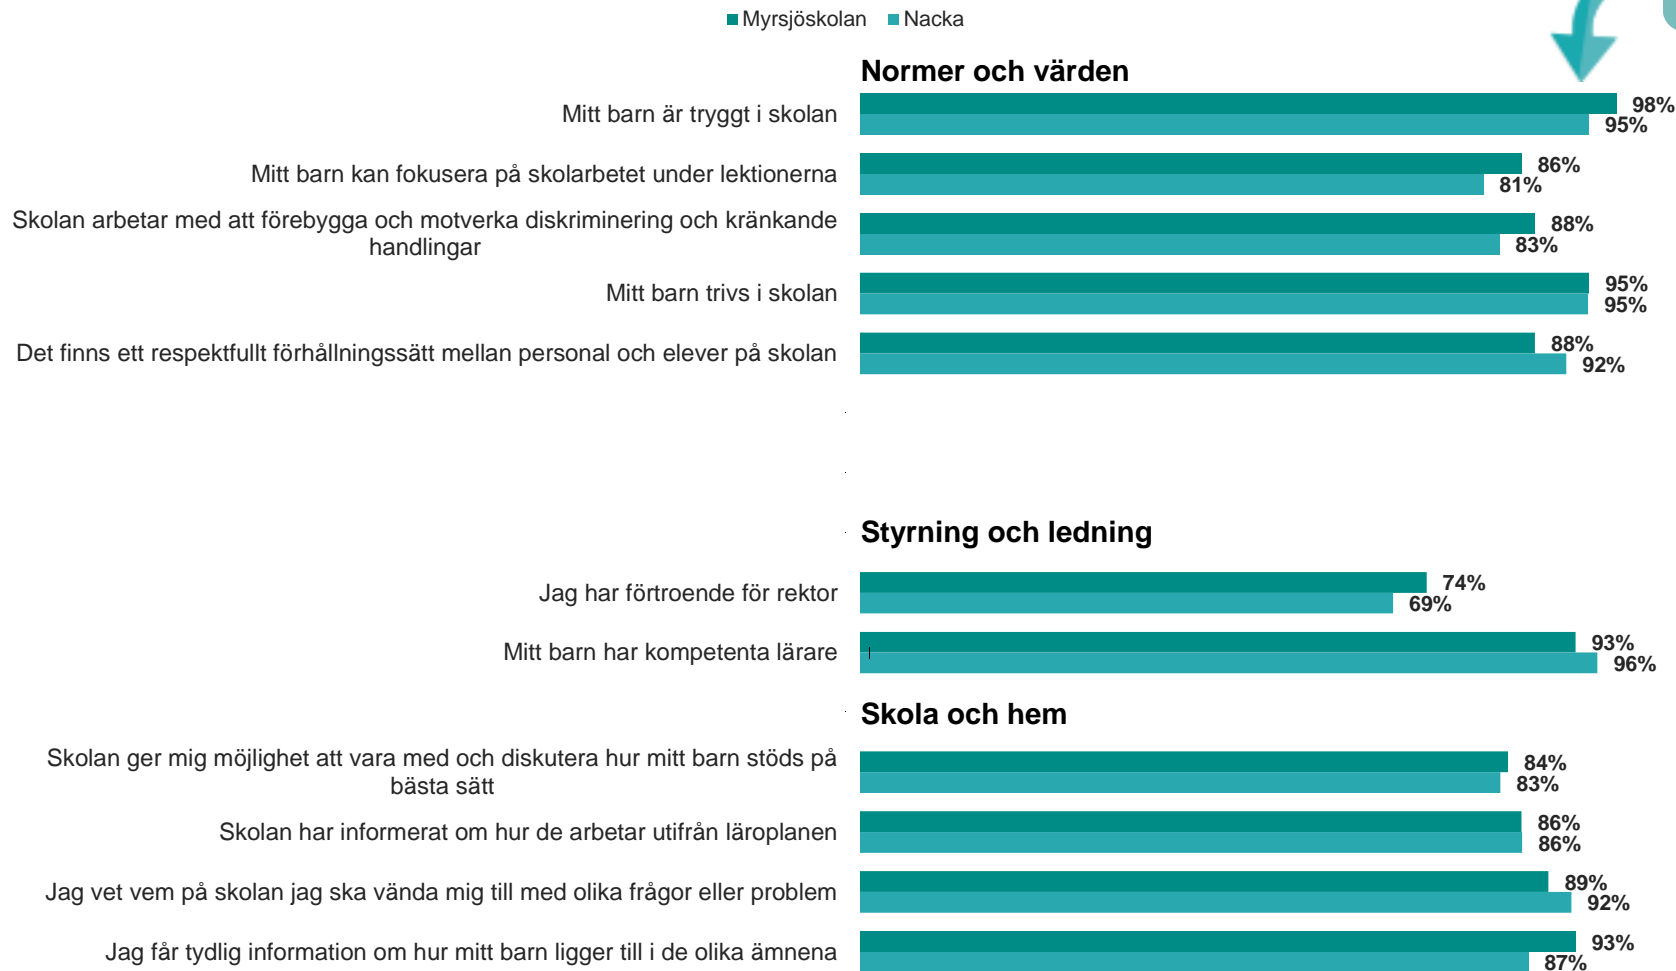 Myrsjöskolan Nacka
Normer och värden
Mitt barn är tryggt i skolan
98%
95%
Mitt barn kan fokusera på skolarbetet under lektionerna
86%
81%
Skolan arbetar med att förebygga och motverka diskriminering och kränkande
handlingar
88%
83%
Mitt barn trivs i skolan
95%
95%
Det finns ett respektfullt förhållningssätt mellan personal och elever på skolan
88%
92%
Styrning och ledning
Jag har förtroende för rektor
74%
69%
Mitt barn har kompetenta lärare
93%
96%
Skola och hem
Skolan ger mig möjlighet att vara med och diskutera hur mitt barn stöds på
bästa sätt
84%
83%
Skolan har informerat om hur de arbetar utifrån läroplanen
86%
86%
Jag vet vem på skolan jag ska vända mig till med olika frågor eller problem
89%
92%
Jag får tydlig information om hur mitt barn ligger till i de olika ämnena
93%
87%